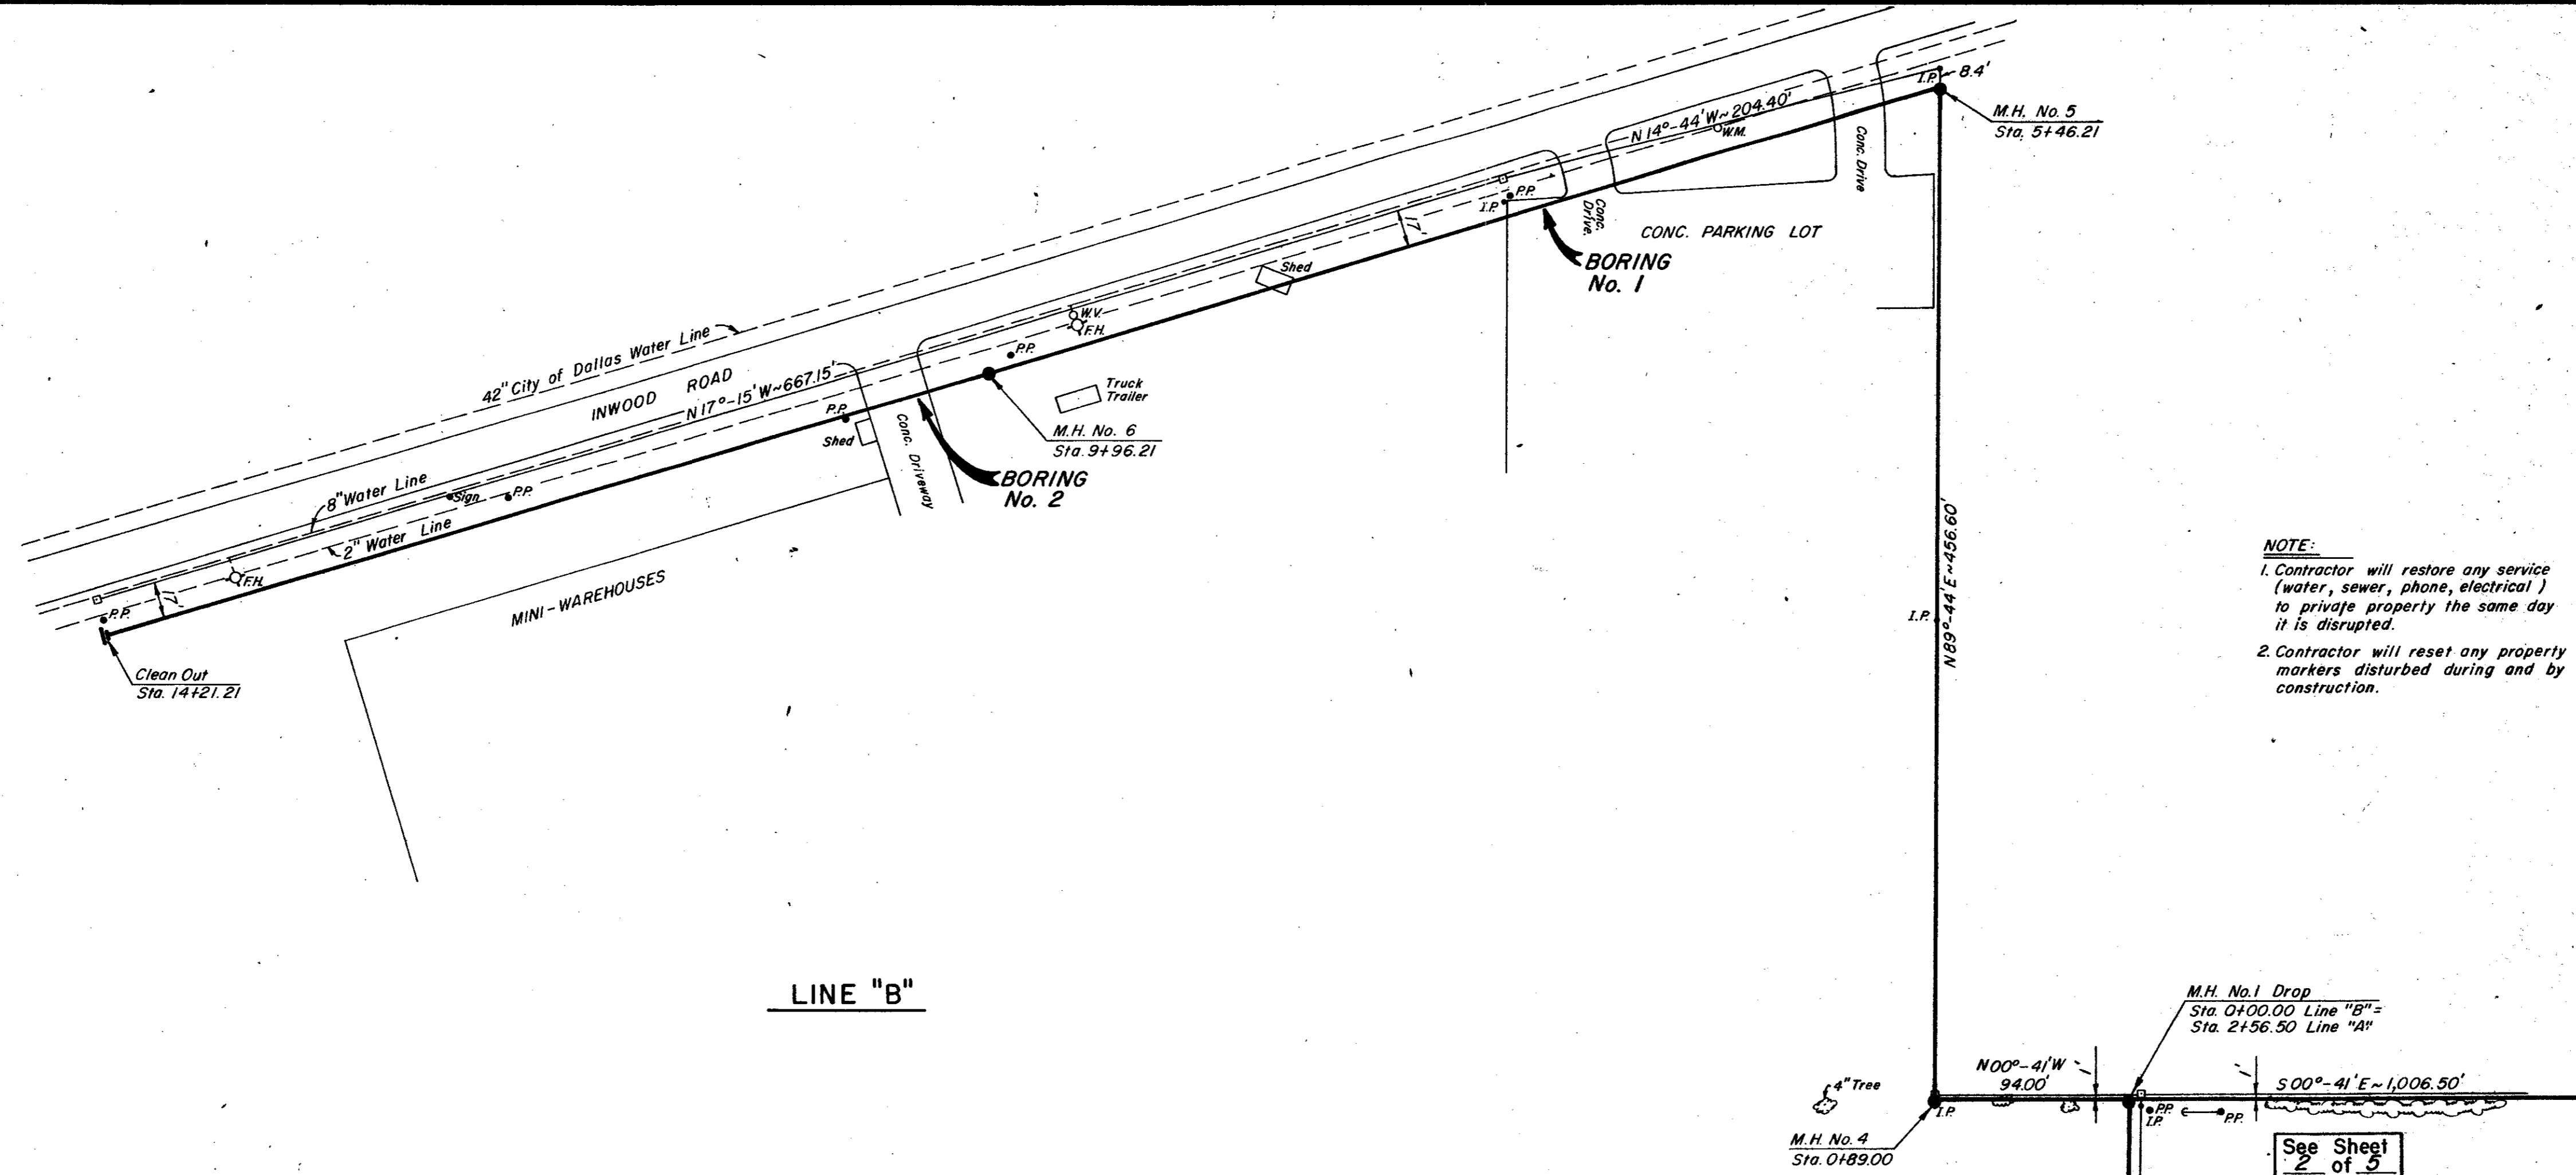 I.P.
8.4'
M.H. No. 5
Sta. 5+46.21
N 14°-44' W ~ 204.40'
W.M.
Conc. Drive
P.P.
I.P.
Conc.
Drive.
CONC. PARKING LOT
17'
BORING
No. 1
Shed
W.V.
F.H.
P.P.
42" City of Dallas Water Line
INWOOD ROAD
N 17°-15' W ~ 667.15'
Truck
Trailer
P.P.
Shed
Conc. Driveway
M.H. No. 6
Sta. 9+96.21
BORING
No. 2
8" Water Line
Sign
P.P.
2" Water Line
F.H.
17'
P.P.
MINI-WAREHOUSES
Clean Out
Sta. 14+21.21
N 89°-44' E ~ 456.60'
I.P.
NOTE:
1. Contractor will restore any service
(water, sewer, phone, electrical )
to private property the same day
it is disrupted.
2. Contractor will reset any property
markers disturbed during and by
construction.
LINE "B"
M.H. No. 1 Drop
Sta. 0+00.00 Line "B" =
Sta. 2+56.50 Line "A"
N 00°-41' W
94.00'
1'
1'
S 00°-41' E ~ 1,006.50'
4" Tree
I.P.
P.P.
I.P.
P.P.
M.H. No. 4
Sta. 0+89.00
See Sheet
2 of 5